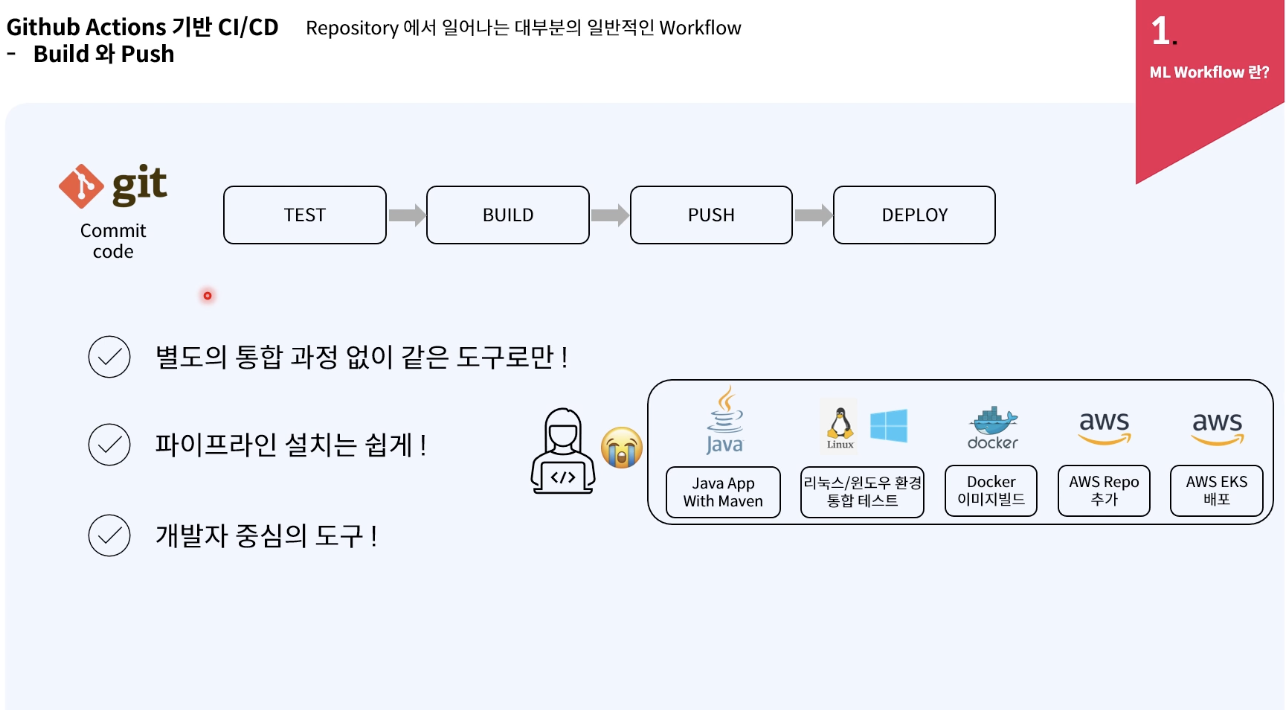 Github Actions 기반 CI/CD
- Build 와 Push
Repository 에서 일어나는 대부분의 일반적인 Workflow
1.
ML Workflow 란?
git
Commit
code
TEST
BUILD
PUSH
DEPLOY
별도의 통합 과정 없이 같은 도구로만 !
파이프라인 설치는 쉽게 !
개발자 중심의 도구 !
</>
Java
Linux
docker
aws
aws
Java App
With Maven
리눅스/윈도우 환경
통합 테스트
Docker
이미지빌드
AWS Repo
추가
AWS EKS
배포